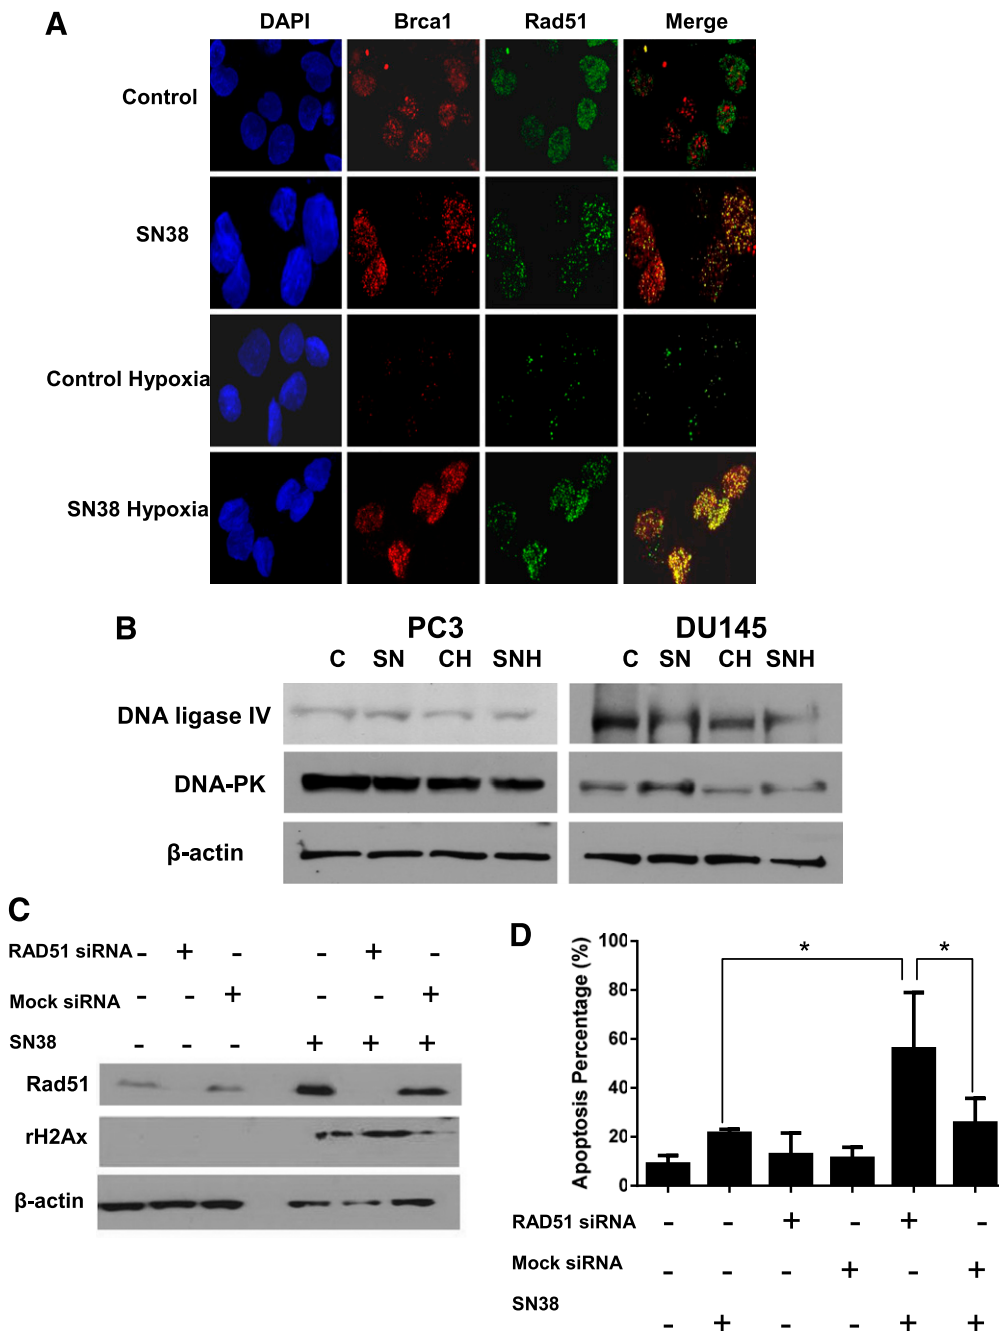 A
DAPI Brca1 Rad51 Merge
Control
SN38
Control Hypoxia
SN38 Hypoxia
B
PC3 DU145
C SN CH SNH C SN CH SNH
DNA ligase IV
DNA-PK
β-actin
C
RAD51 siRNA - + - - + -
Mock siRNA - - + - - +
SN38 - - - + + +
Rad51
rH2Ax
β-actin
D
Apoptosis Percentage (%)
100
80
60
40
20
0
* *
RAD51 siRNA - - + - + -
Mock siRNA - - - + - +
SN38 - + - - + +